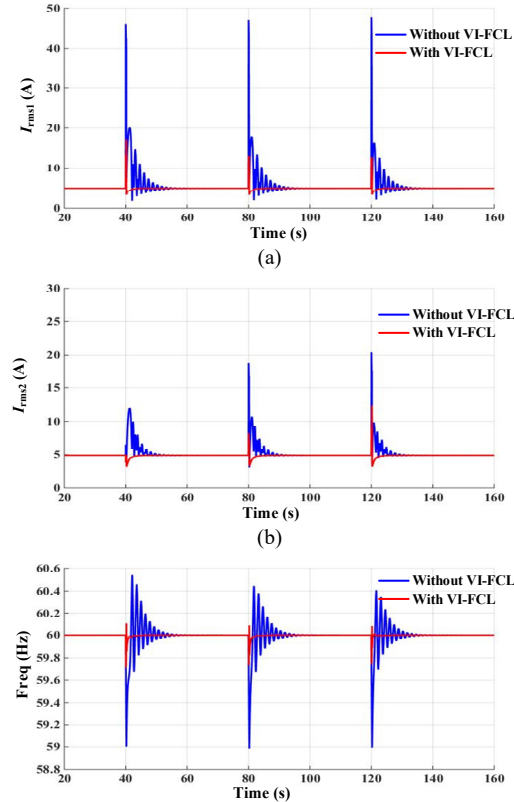 50
Without VI-FCL
With VI-FCL
40
30
20
10
0
I_rms1 (A)
20 40 60 80 100 120 140 160
Time (s)
(a)
30
Without VI-FCL
With VI-FCL
25
20
15
10
5
0
I_rms2 (A)
20 40 60 80 100 120 140 160
Time (s)
(b)
60.6
Without VI-FCL
With VI-FCL
60.4
60.2
60
59.8
59.6
59.4
59.2
59
58.8
Freq (Hz)
20 40 60 80 100 120 140 160
Time (s)